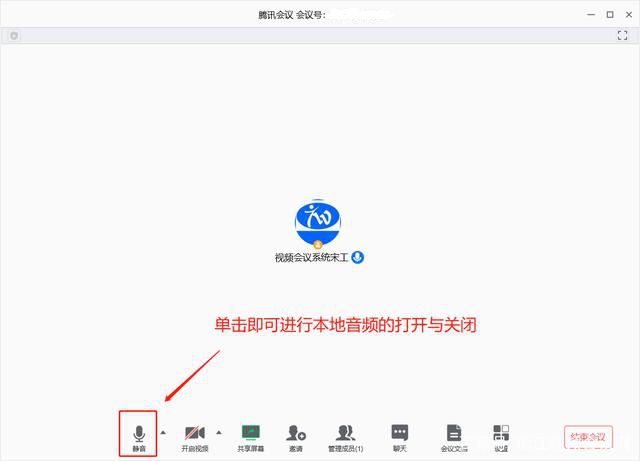 腾讯会议 会议号:
视频会议系统宋工
单击即可进行本地音频的打开与关闭
静音
开启视频
共享屏幕
邀请
管理成员(1)
聊天
会议文档
设置
结束会议